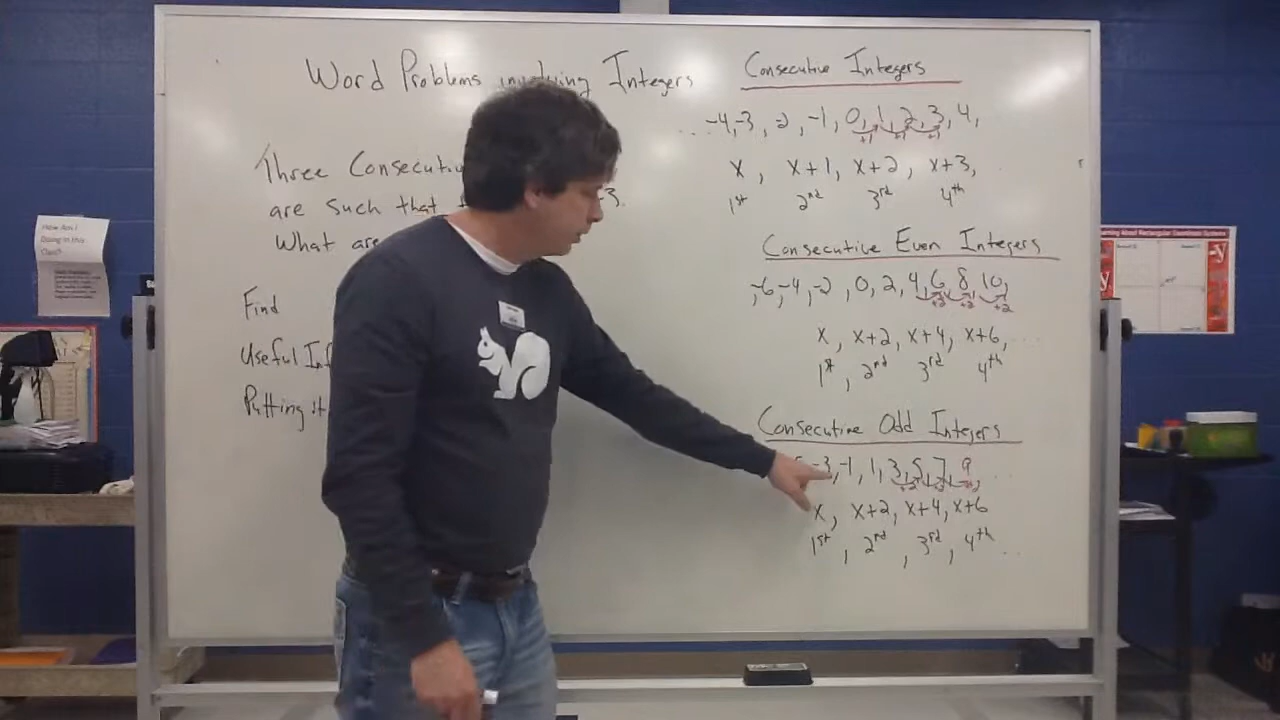 Word Problems involving Integers
Three Consecutiv
are such that 3.
What are
Find
Useful Inf
Putting it
Consecutive Integers
...-4,-3, -2, -1, 0, 1, 2, 3, 4,
+1 +1 +1
x, x+1, x+2, x+3,
1st 2nd 3rd 4th
Consecutive Even Integers
,-6,-4, -2, 0, 2, 4, 6, 8, 10,
+2 +2 +2
x, x+2, x+4, x+6, ...
1st, 2nd 3rd 4th
Consecutive Odd Integers
-3, -1, 1, 3, 5, 7, 9, ...
+2 +2 +2
x, x+2, x+4, x+6
1st, 2nd, 3rd, 4th ...
How Am I
Doing in this
Class?
-y